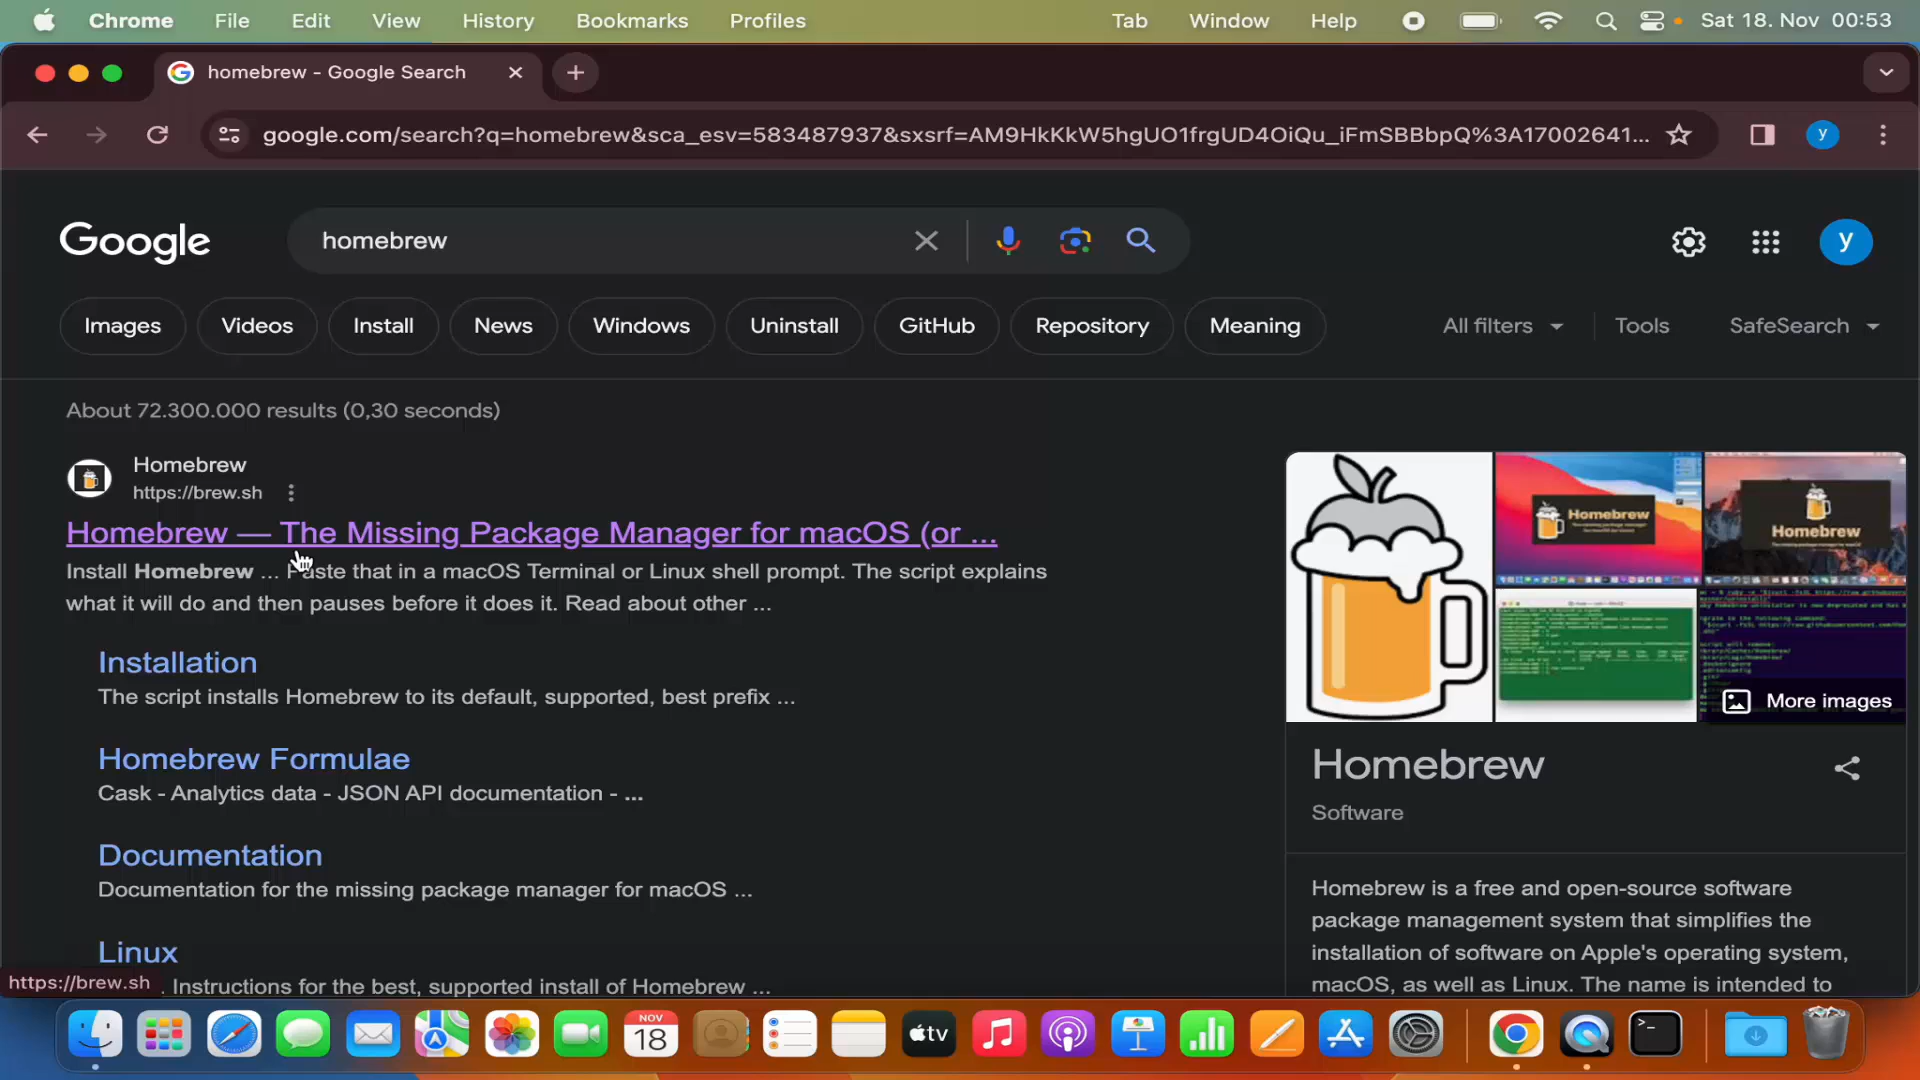 Chrome File Edit View History Bookmarks Profiles Tab Window Help Sat 18. Nov 00:53
homebrew - Google Search
google.com/search?q=homebrew&sca_esv=583487937&sxsrf=AM9HkKkW5hgUO1frgUD4OiQu_iFmSBBbpQ%3A17002641... y
Google homebrew y
Images Videos Install News Windows Uninstall GitHub Repository Meaning All filters Tools SafeSearch
About 72.300.000 results (0,30 seconds)
Homebrew
https://brew.sh
Homebrew — The Missing Package Manager for macOS (or ...
Install Homebrew ... Paste that in a macOS Terminal or Linux shell prompt. The script explains
what it will do and then pauses before it does it. Read about other ...
Installation
The script installs Homebrew to its default, supported, best prefix ...
Homebrew Formulae
Cask - Analytics data - JSON API documentation - ...
Documentation
Documentation for the missing package manager for macOS ...
Linux
. Instructions for the best, supported install of Homebrew ...
https://brew.sh
Homebrew
Homebrew
More images
Homebrew
Software
Homebrew is a free and open-source software
package management system that simplifies the
installation of software on Apple's operating system,
macOS, as well as Linux. The name is intended to
NOV
18
tv